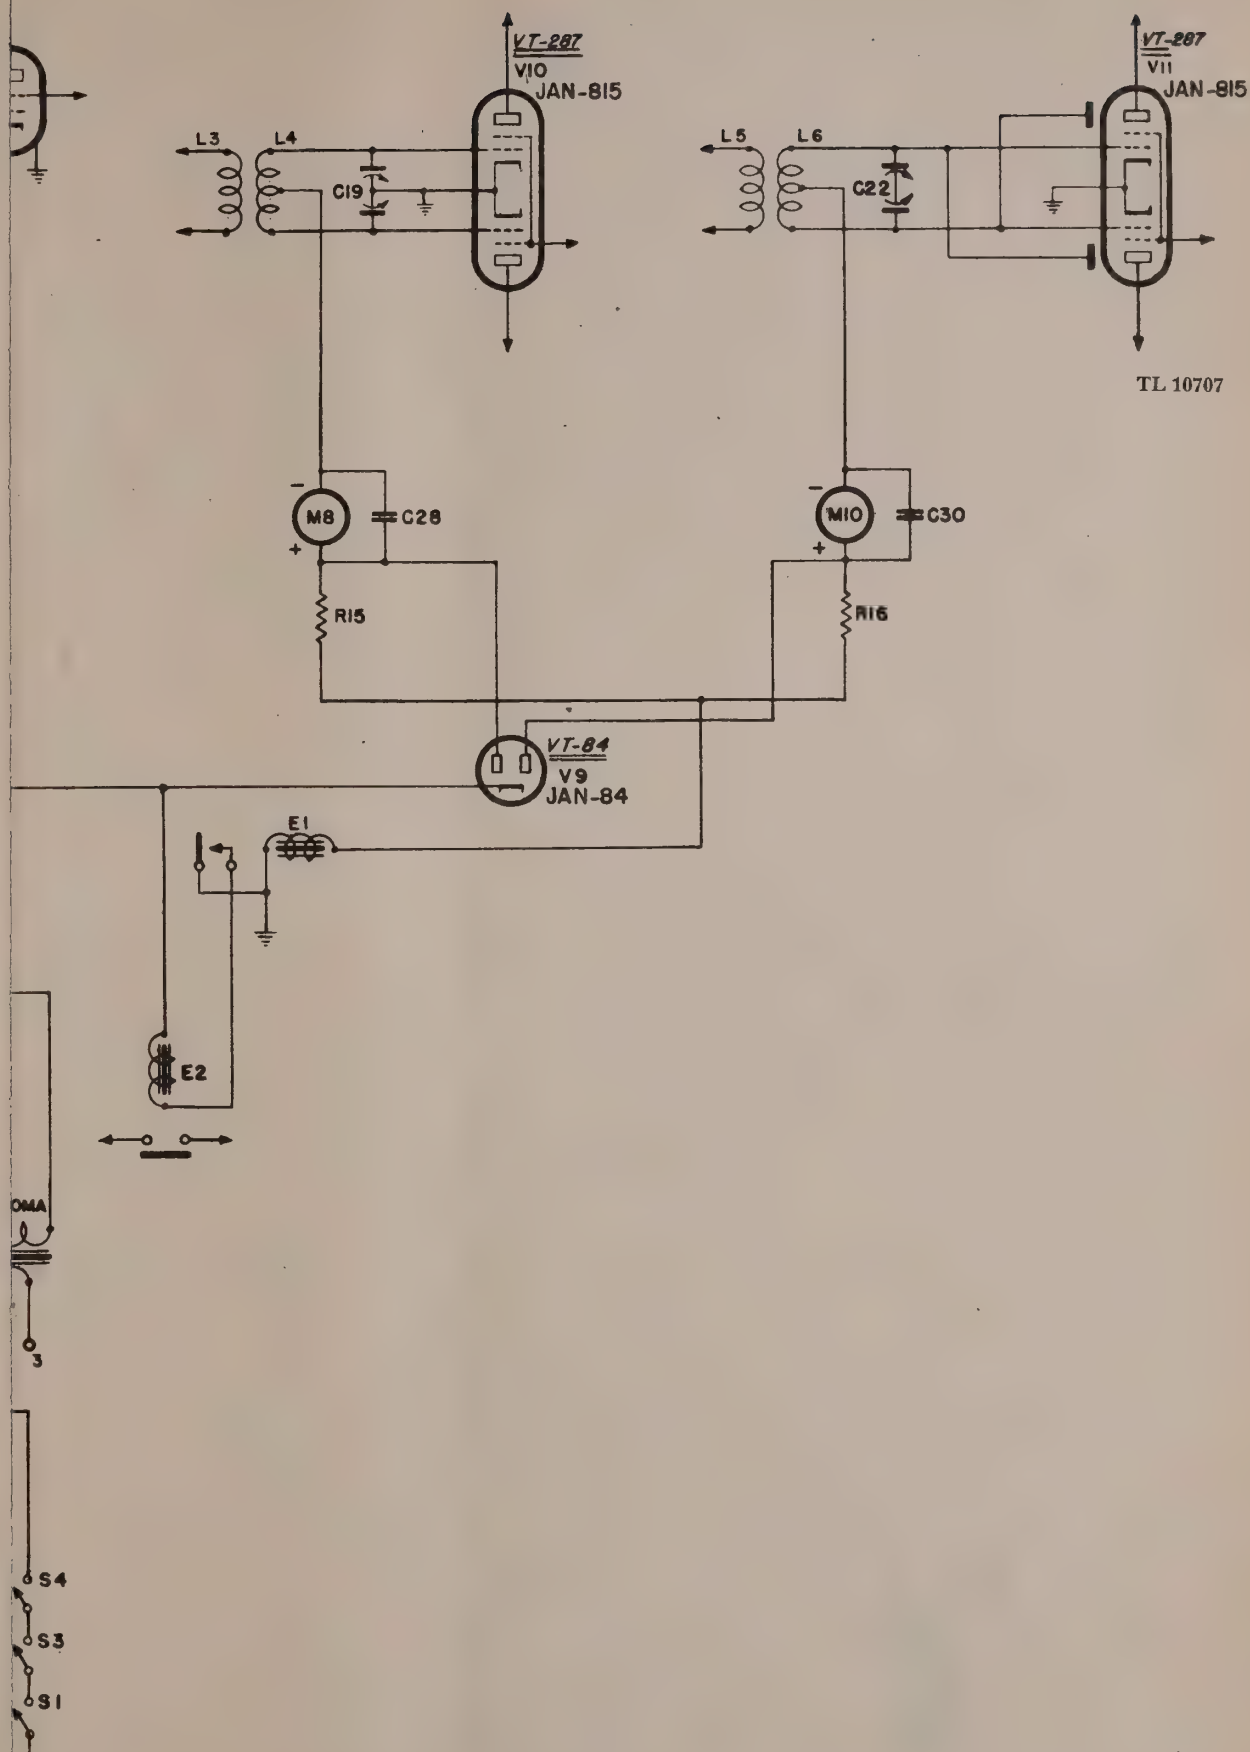 VT-287
V10
JAN-815
VT-287
V11
JAN-815
L3
L4
C19
L5
L6
C22
TL 10707
M8
C28
M10
C30
R15
R16
VT-84
V9
JAN-84
E1
E2
OMA
3
S4
S3
S1